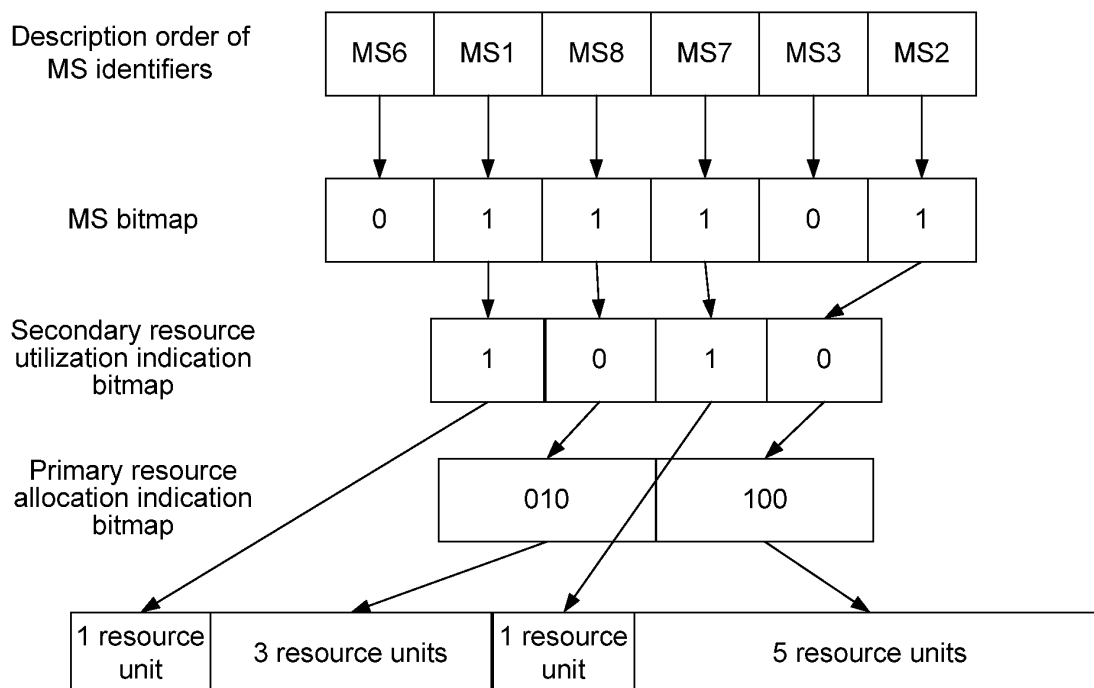 Description order of
MS identifiers
MS6 MS1 MS8 MS7 MS3 MS2
MS bitmap
0 1 1 1 0 1
Secondary resource
utilization indication
bitmap
1 0 1 0
Primary resource
allocation indication
bitmap
010 100
1 resource
unit
3 resource units
1 resource
unit
5 resource units